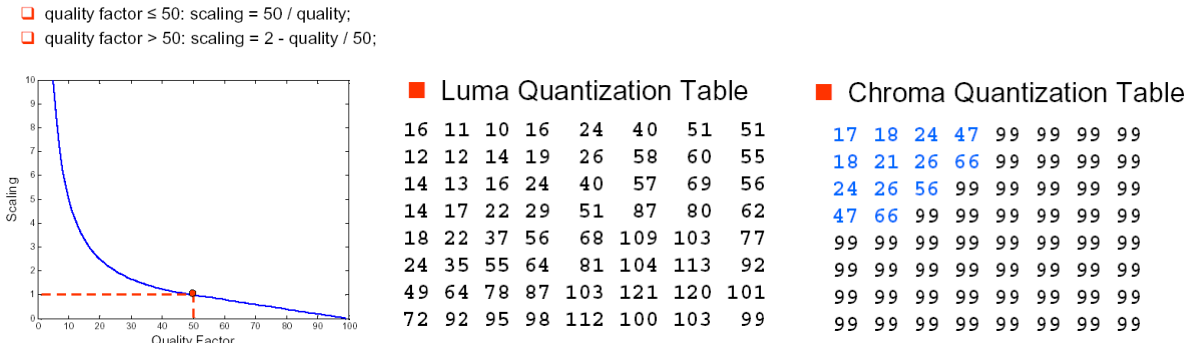 quality factor ≤ 50: scaling = 50 / quality;
quality factor > 50: scaling = 2 - quality / 50;
10
9
8
7
6
5
4
3
2
1
0
Scaling
0 10 20 30 40 50 60 70 80 90 100
Quality Factor
Luma Quantization Table
16 11 10 16 24 40 51 51
12 12 14 19 26 58 60 55
14 13 16 24 40 57 69 56
14 17 22 29 51 87 80 62
18 22 37 56 68 109 103 77
24 35 55 64 81 104 113 92
49 64 78 87 103 121 120 101
72 92 95 98 112 100 103 99
Chroma Quantization Table
17 18 24 47 99 99 99 99
18 21 26 66 99 99 99 99
24 26 56 99 99 99 99 99
47 66 99 99 99 99 99 99
99 99 99 99 99 99 99 99
99 99 99 99 99 99 99 99
99 99 99 99 99 99 99 99
99 99 99 99 99 99 99 99